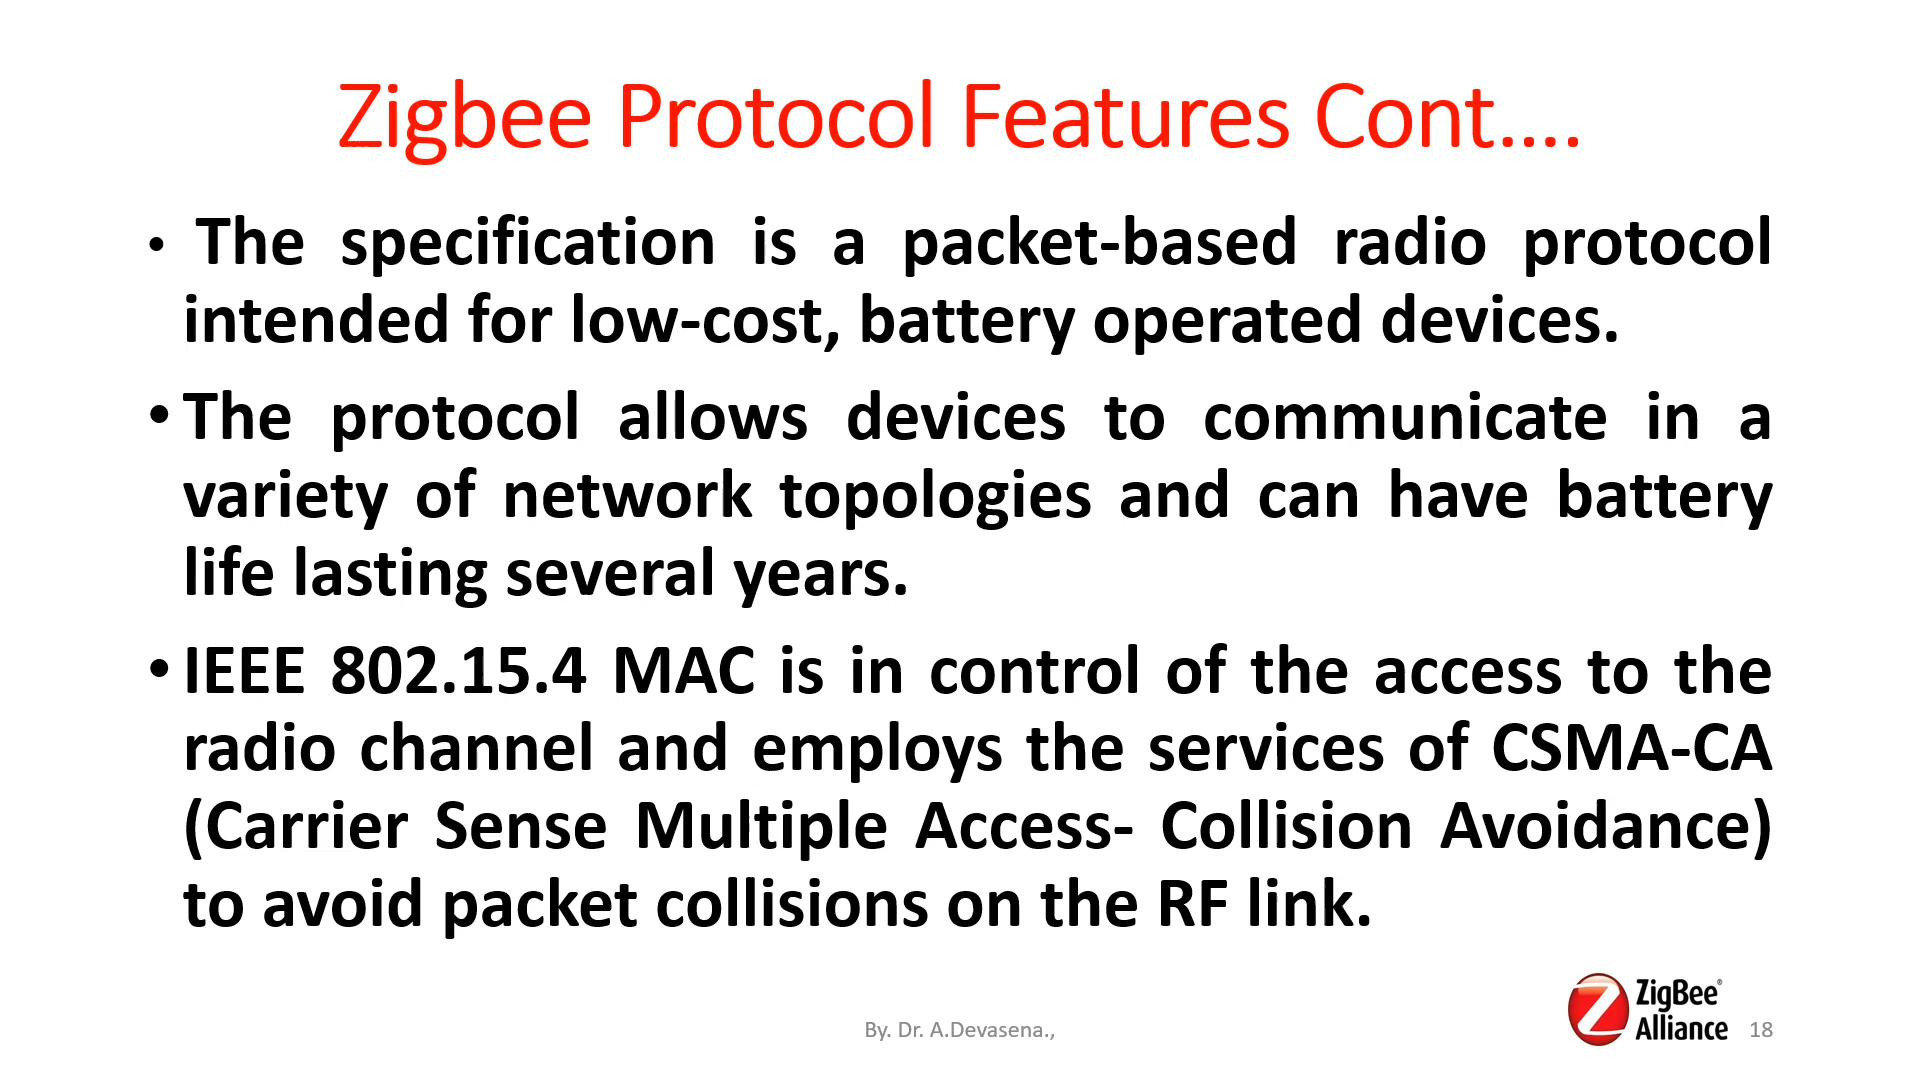 Zigbee Protocol Features Cont....
• The specification is a packet-based radio protocol
intended for low-cost, battery operated devices.
• The protocol allows devices to communicate in a
variety of network topologies and can have battery
life lasting several years.
• IEEE 802.15.4 MAC is in control of the access to the
radio channel and employs the services of CSMA-CA
(Carrier Sense Multiple Access- Collision Avoidance)
to avoid packet collisions on the RF link.
By. Dr. A.Devasena.,
ZigBee®
Alliance
18